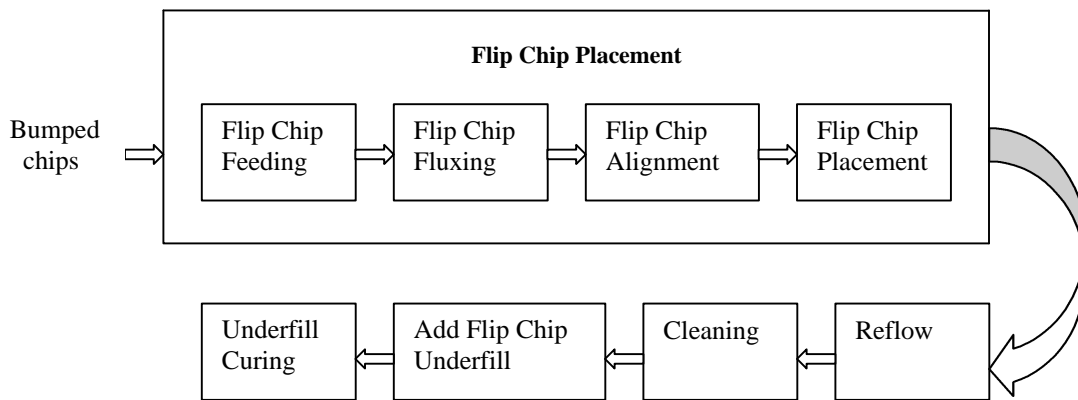 Flip Chip Placement
Bumped
chips
Flip Chip
Feeding
Flip Chip
Fluxing
Flip Chip
Alignment
Flip Chip
Placement
Reflow
Cleaning
Add Flip Chip
Underfill
Underfill
Curing